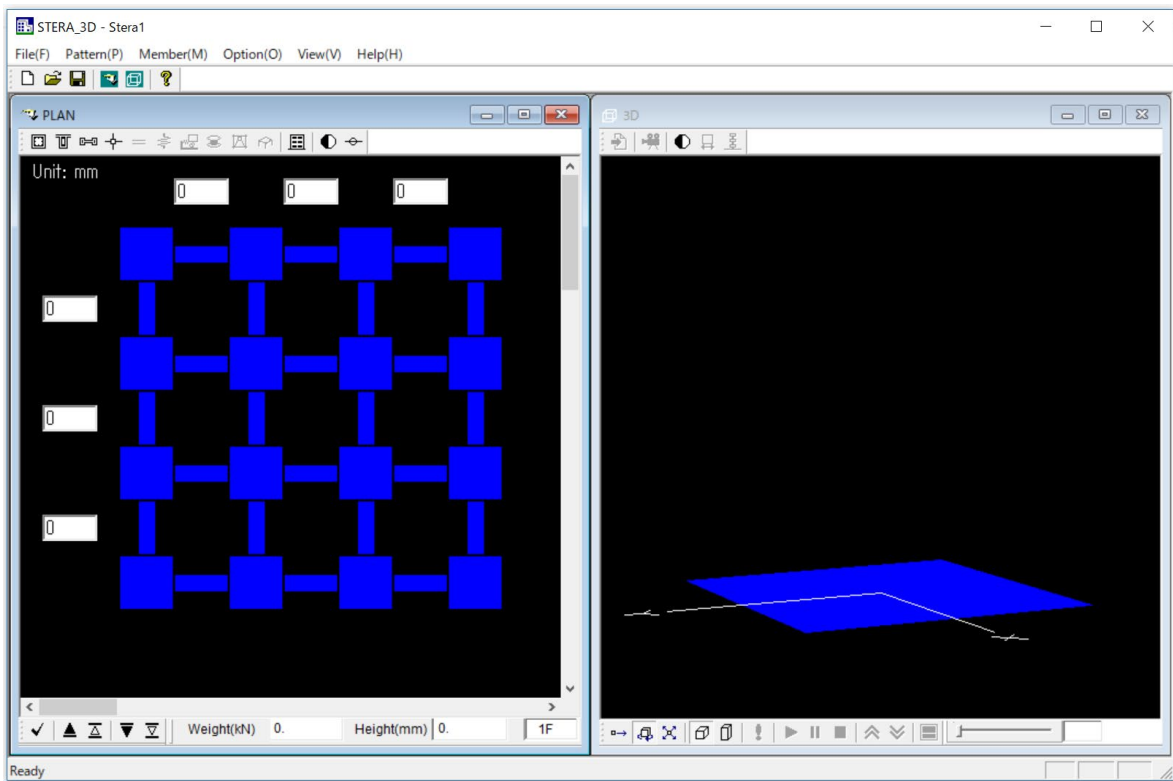 STERA_3D - Stera1
File(F) Pattern(P) Member(M) Option(O) View(V) Help(H)
PLAN
3D
Unit: mm
0 0 0
0
0
0
Weight(kN) 0. Height(mm) 0. 1F
Ready